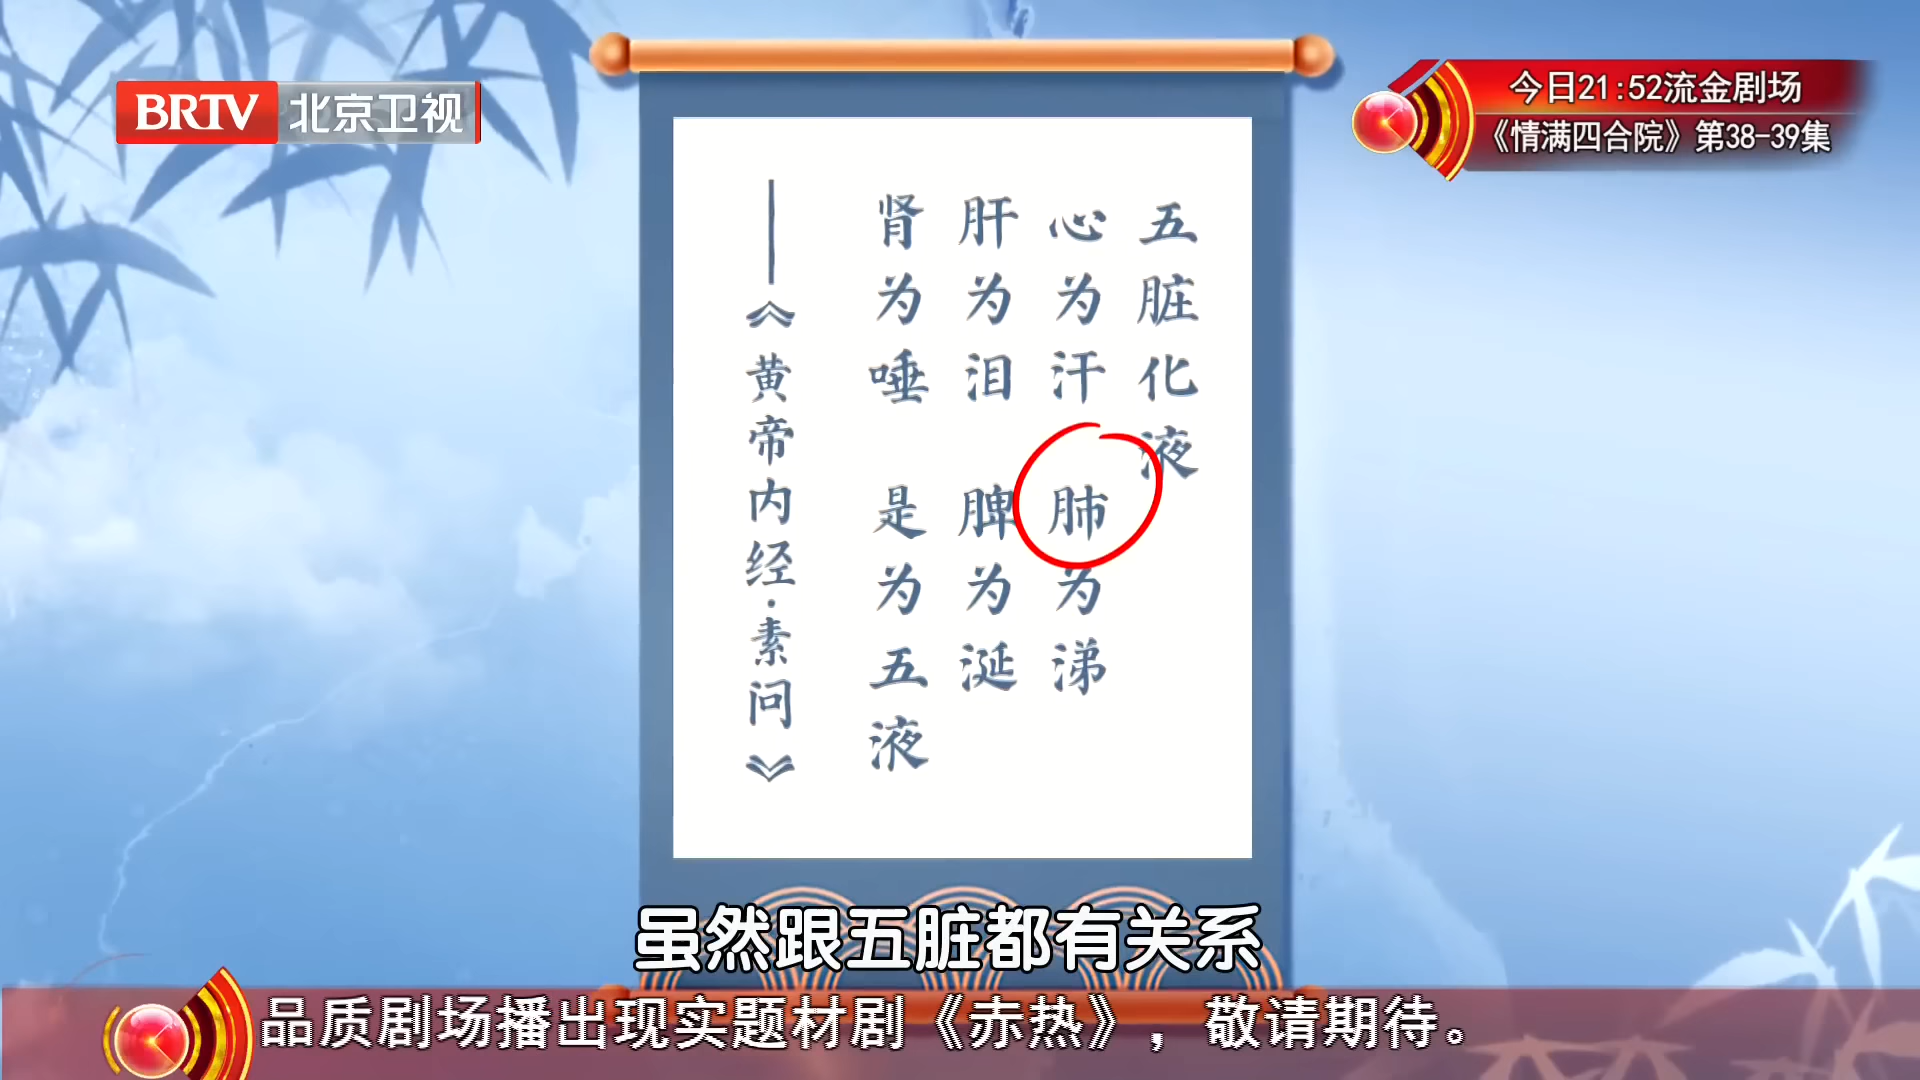 BRTV 北京卫视
今日21:52流金剧场
《情满四合院》第38-39集
五脏化液
心为汗 肺为涕
肝为泪 脾为涎
肾为唾 是为五液
——《黄帝内经·素问》
虽然跟五脏都有关系
品质剧场播出现实题材剧《赤热》，敬请期待。